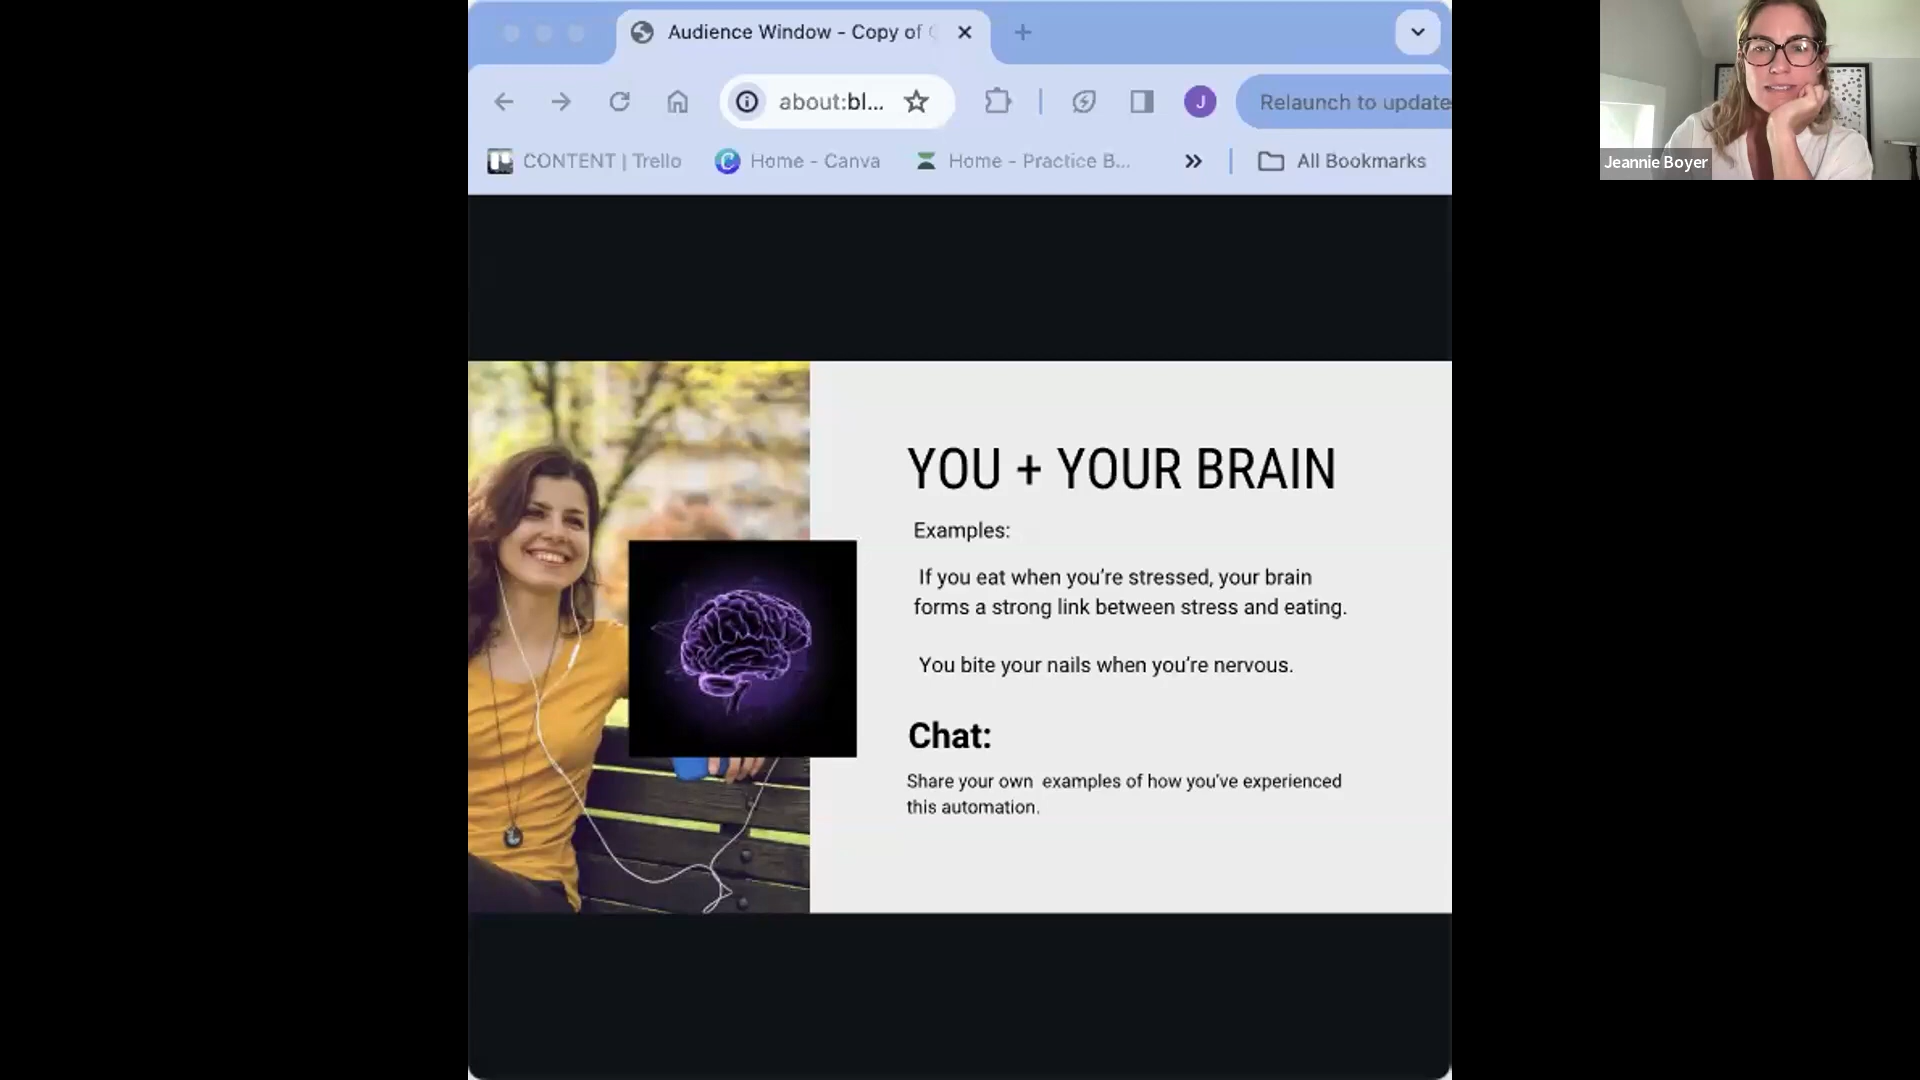 Audience Window - Copy of
about:bl...
J
Relaunch to update
CONTENT | Trello
Home - Canva
Home - Practice B...
All Bookmarks
Jeannie Boyer
YOU + YOUR BRAIN
Examples:
If you eat when you're stressed, your brain
forms a strong link between stress and eating.
You bite your nails when you're nervous.
Chat:
Share your own examples of how you've experienced
this automation.